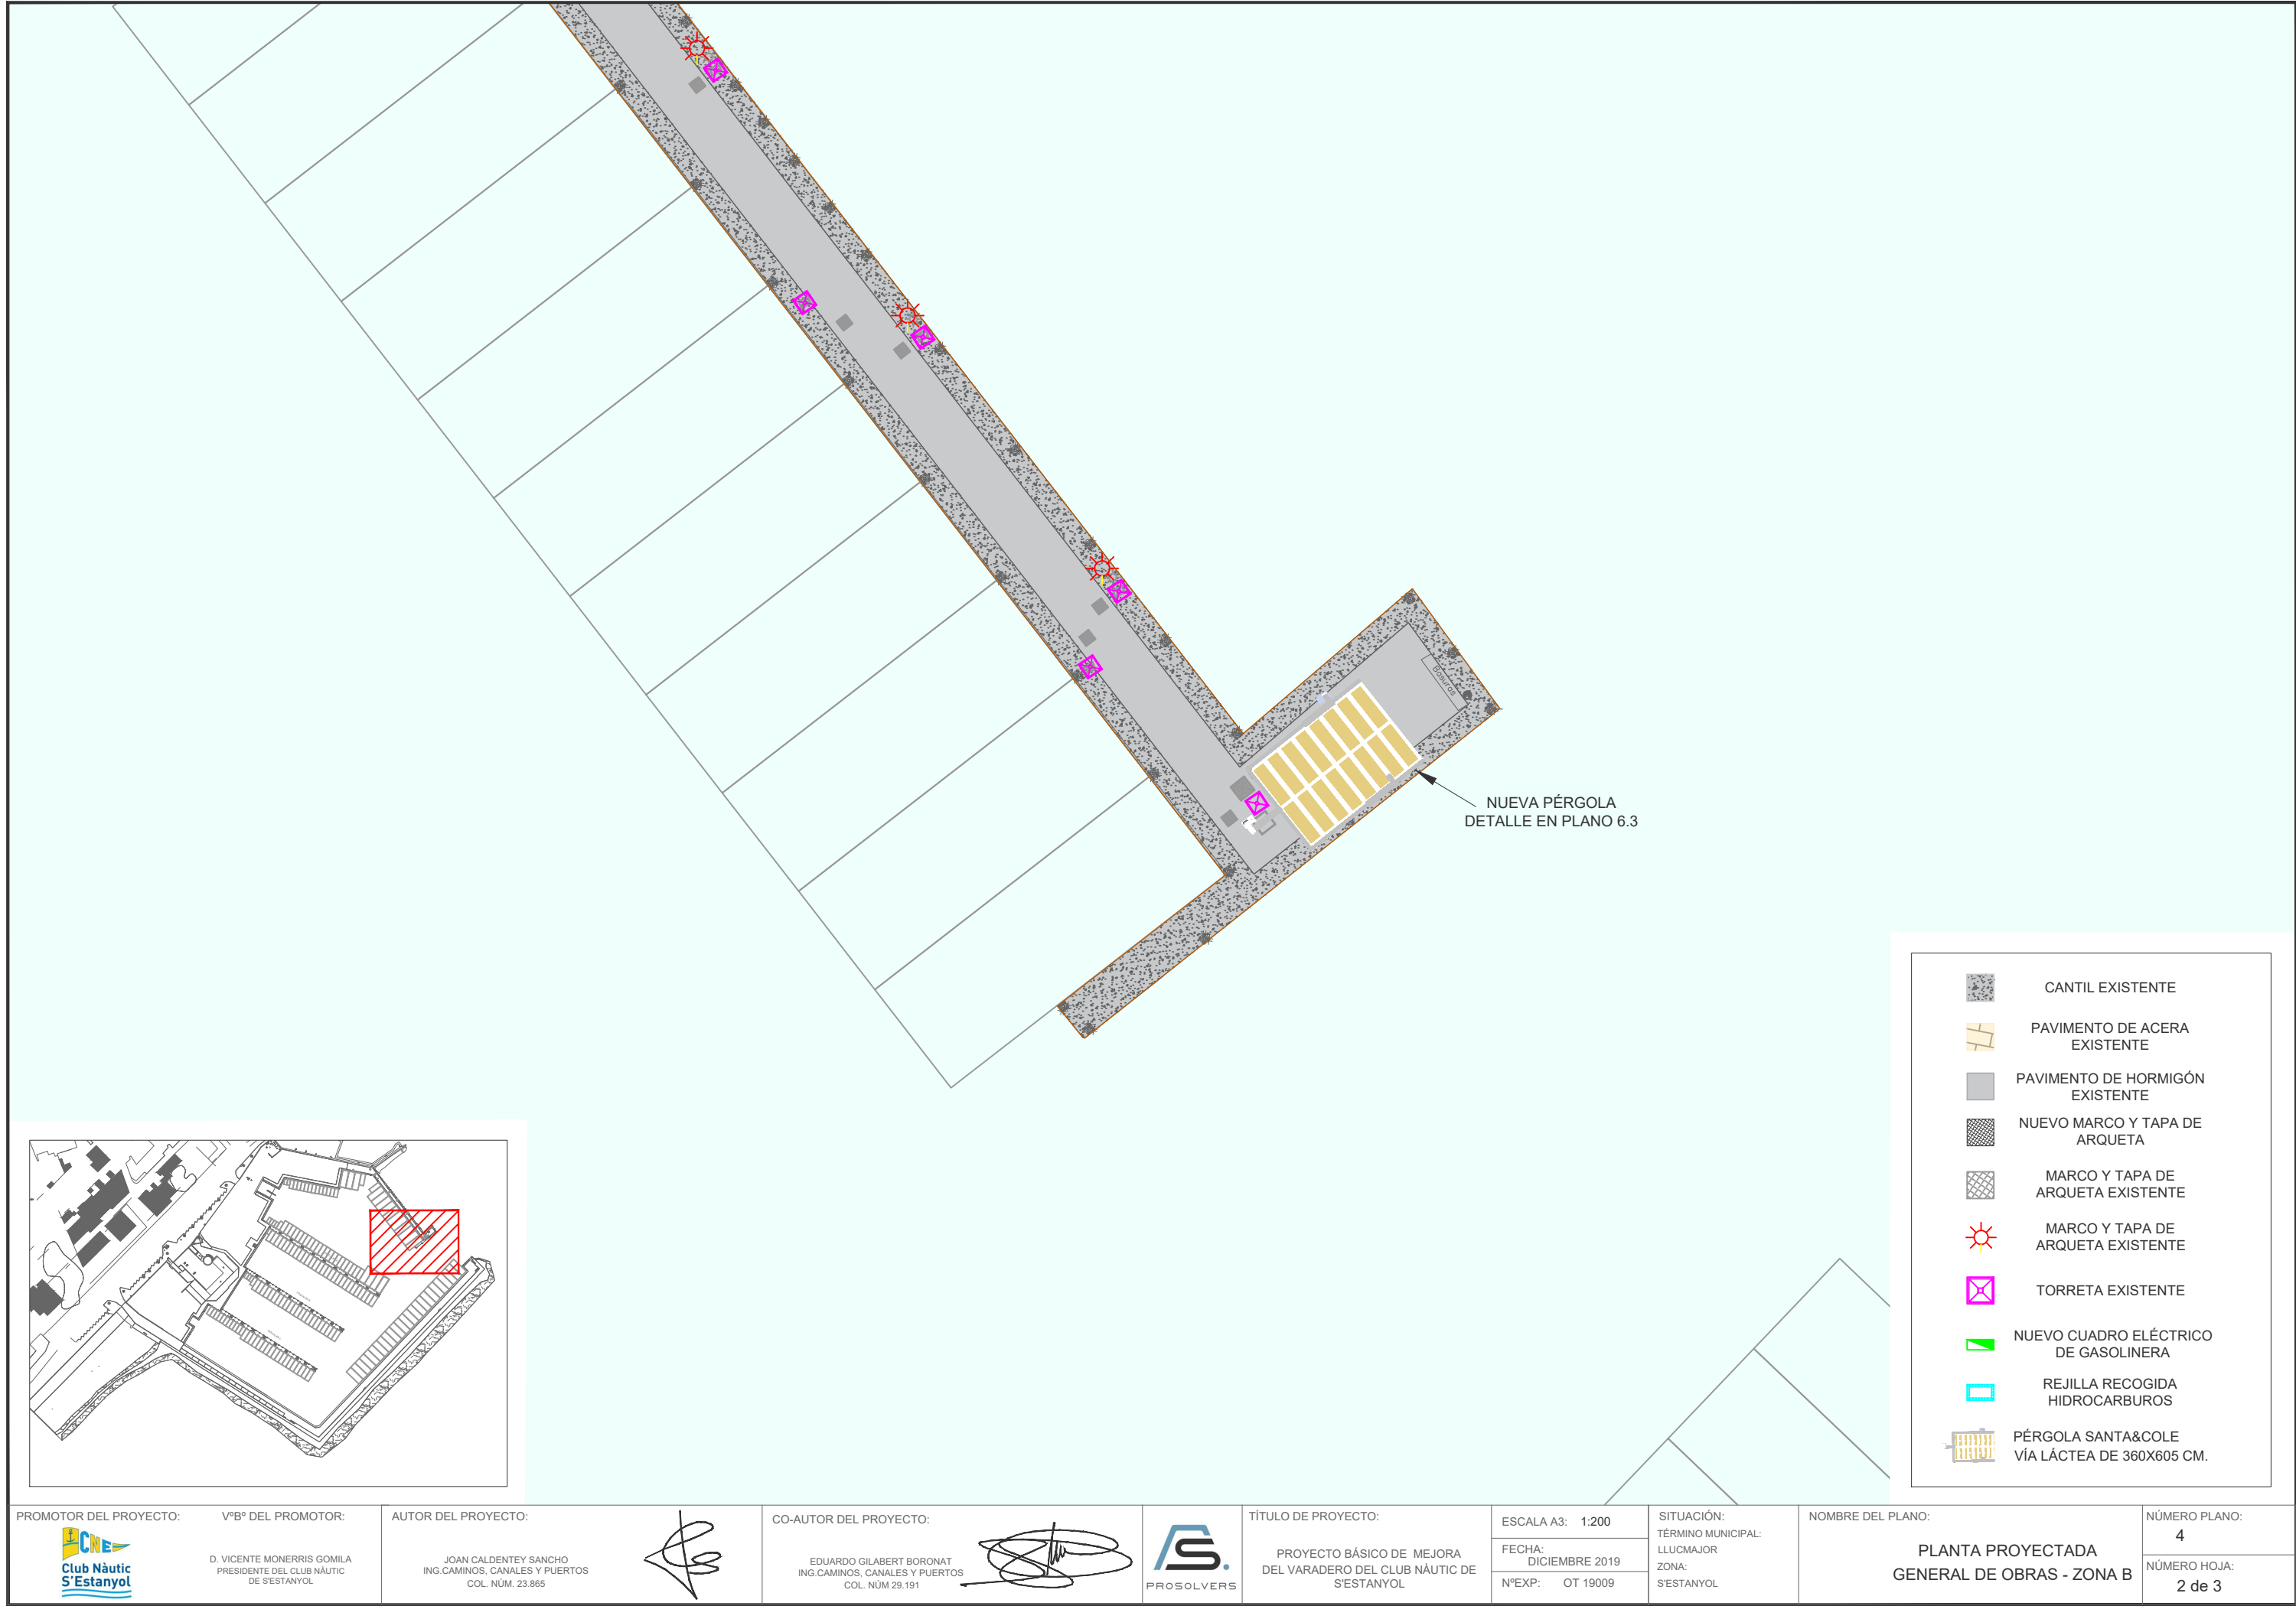 Basuras
NUEVA PÉRGOLA
DETALLE EN PLANO 6.3
CANTIL EXISTENTE
PAVIMENTO DE ACERA
EXISTENTE
PAVIMENTO DE HORMIGÓN
EXISTENTE
NUEVO MARCO Y TAPA DE
ARQUETA
MARCO Y TAPA DE
ARQUETA EXISTENTE
MARCO Y TAPA DE
ARQUETA EXISTENTE
TORRETA EXISTENTE
NUEVO CUADRO ELÉCTRICO
DE GASOLINERA
REJILLA RECOGIDA
HIDROCARBUROS
PÉRGOLA SANTA&COLE
VÍA LÁCTEA DE 360X605 CM.
PROMOTOR DEL PROYECTO:
CNE
Club Nàutic
S'Estanyol
VºBº DEL PROMOTOR:
D. VICENTE MONERRIS GOMILA
PRESIDENTE DEL CLUB NÀUTIC
DE S'ESTANYOL
AUTOR DEL PROYECTO:
JOAN CALDENTEY SANCHO
ING.CAMINOS, CANALES Y PUERTOS
COL. NÚM. 23.865
CO-AUTOR DEL PROYECTO:
EDUARDO GILABERT BORONAT
ING.CAMINOS, CANALES Y PUERTOS
COL. NÚM 29.191
S.
PROSOLVERS
TÍTULO DE PROYECTO:
PROYECTO BÁSICO DE MEJORA
DEL VARADERO DEL CLUB NÀUTIC DE
S'ESTANYOL
ESCALA A3: 1:200
FECHA:
DICIEMBRE 2019
NºEXP: OT 19009
SITUACIÓN:
TÉRMINO MUNICIPAL:
LLUCMAJOR
ZONA:
S'ESTANYOL
NOMBRE DEL PLANO:
PLANTA PROYECTADA
GENERAL DE OBRAS - ZONA B
NÚMERO PLANO:
4
NÚMERO HOJA:
2 de 3